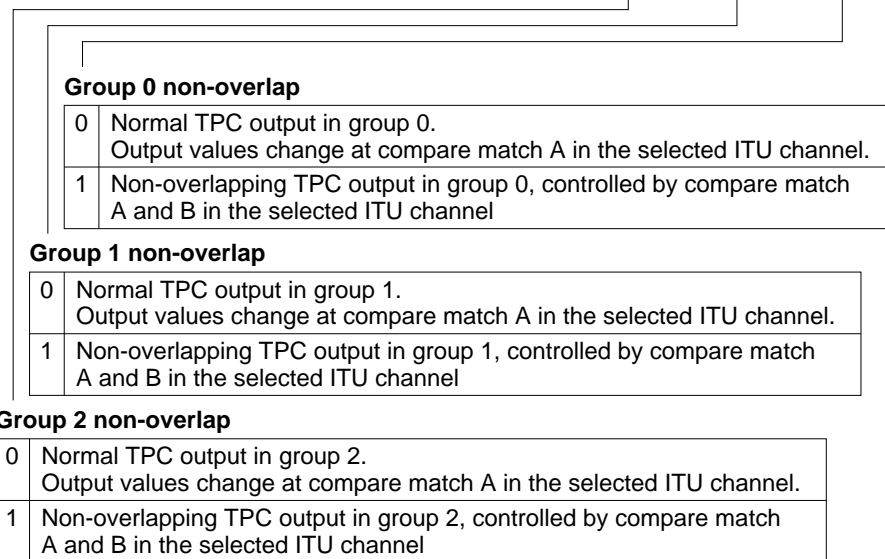 Group 0 non-overlap
0 Normal TPC output in group 0.
Output values change at compare match A in the selected ITU channel.
1 Non-overlapping TPC output in group 0, controlled by compare match
A and B in the selected ITU channel
Group 1 non-overlap
0 Normal TPC output in group 1.
Output values change at compare match A in the selected ITU channel.
1 Non-overlapping TPC output in group 1, controlled by compare match
A and B in the selected ITU channel
Group 2 non-overlap
0 Normal TPC output in group 2.
Output values change at compare match A in the selected ITU channel.
1 Non-overlapping TPC output in group 2, controlled by compare match
A and B in the selected ITU channel